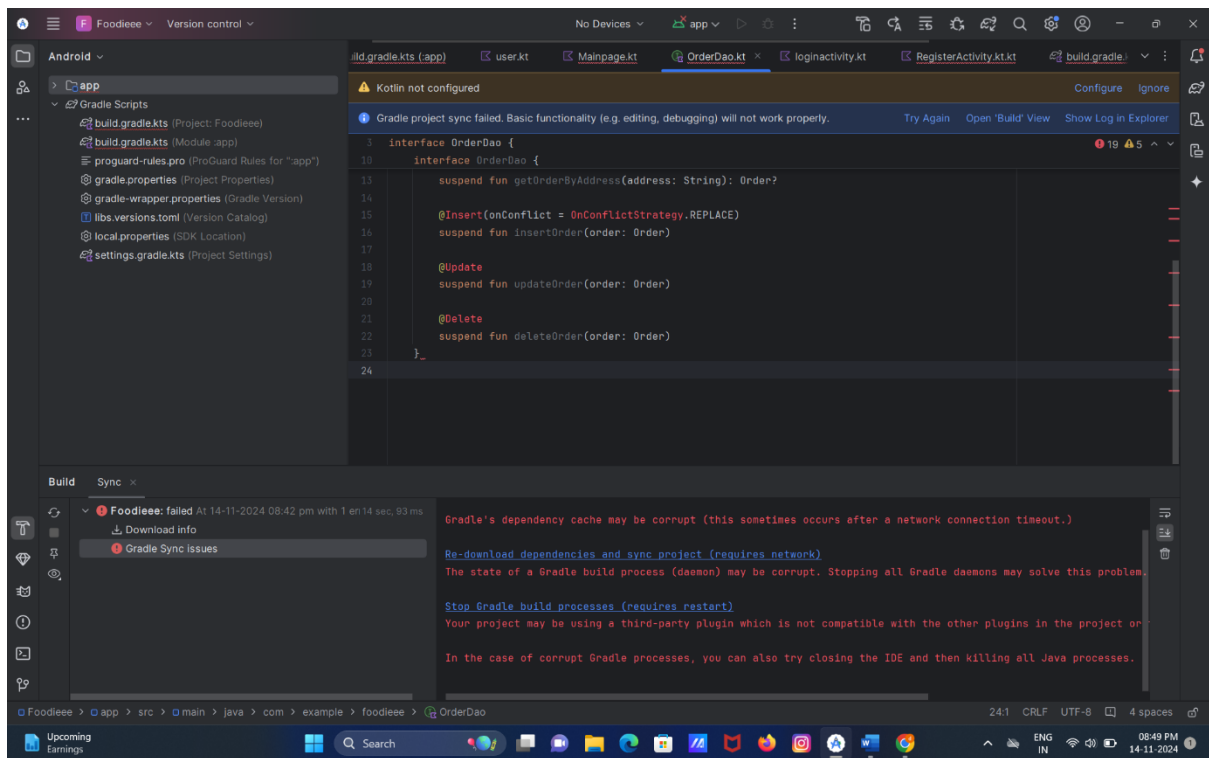 F Foodieee Version control No Devices app
Android
ild.gradle.kts (:app) user.kt Mainpage.kt OrderDao.kt loginactivity.kt RegisterActivity.kt.kt build.gradle.
app
Gradle Scripts
build.gradle.kts (Project: Foodieee)
build.gradle.kts (Module :app)
proguard-rules.pro (ProGuard Rules for ":app")
gradle.properties (Project Properties)
gradle-wrapper.properties (Gradle Version)
libs.versions.toml (Version Catalog)
local.properties (SDK Location)
settings.gradle.kts (Project Settings)
Kotlin not configured Configure Ignore
Gradle project sync failed. Basic functionality (e.g. editing, debugging) will not work properly. Try Again Open 'Build' View Show Log in Explorer
3 interface OrderDao { 19 5
10 interface OrderDao {
13 suspend fun getOrderByAddress(address: String): Order?
14
15 @Insert(onConflict = OnConflictStrategy.REPLACE)
16 suspend fun insertOrder(order: Order)
17
18 @Update
19 suspend fun updateOrder(order: Order)
20
21 @Delete
22 suspend fun deleteOrder(order: Order)
23 }
24
Build Sync
Foodieee: failed At 14-11-2024 08:42 pm with 1 eri 14 sec, 93 ms
Download info
Gradle Sync issues
Gradle's dependency cache may be corrupt (this sometimes occurs after a network connection timeout.)
Re-download dependencies and sync project (requires network)
The state of a Gradle build process (daemon) may be corrupt. Stopping all Gradle daemons may solve this problem.
Stop Gradle build processes (requires restart)
Your project may be using a third-party plugin which is not compatible with the other plugins in the project or
In the case of corrupt Gradle processes, you can also try closing the IDE and then killing all Java processes.
Foodieee > app > src > main > java > com > example > foodieee > OrderDao 24:1 CRLF UTF-8 4 spaces
Upcoming
Earnings
Search
ENG
IN
08:49 PM
14-11-2024